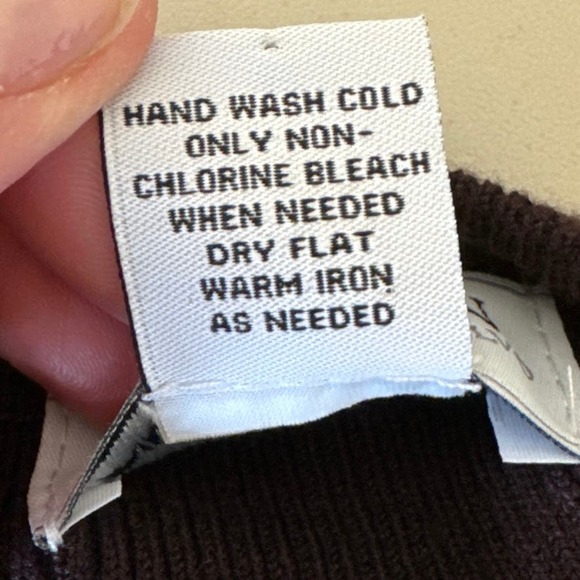 HAND WASH COLD
ONLY NON-
CHLORINE BLEACH
WHEN NEEDED
DRY FLAT
WARM IRON
AS NEEDED